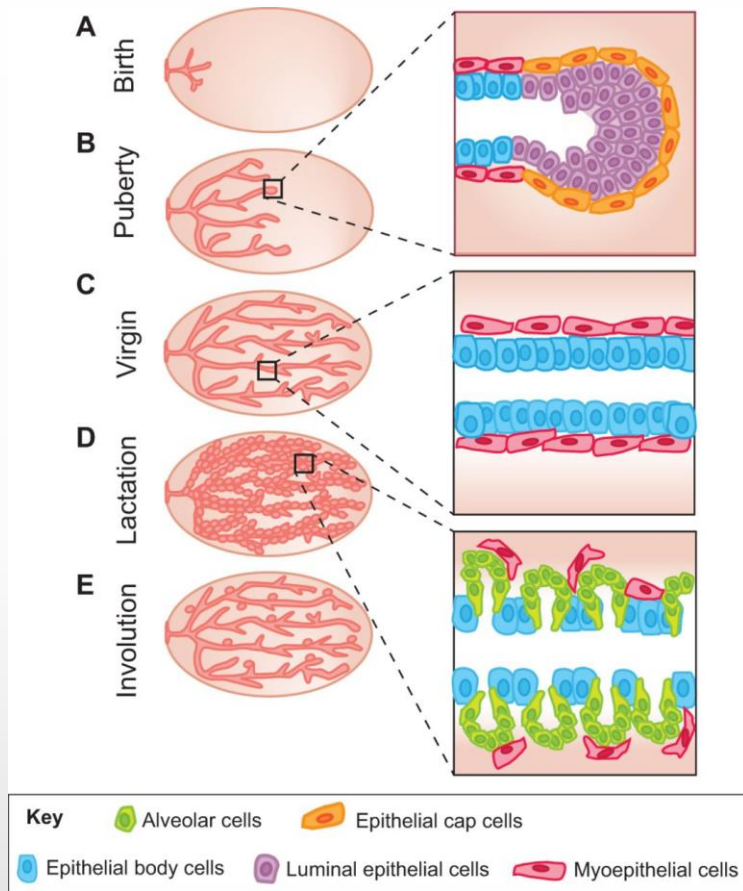 A
Birth
B
Puberty
C
Virgin
D
Lactation
E
Involution
Key
Alveolar cells
Epithelial cap cells
Epithelial body cells
Luminal epithelial cells
Myoepithelial cells